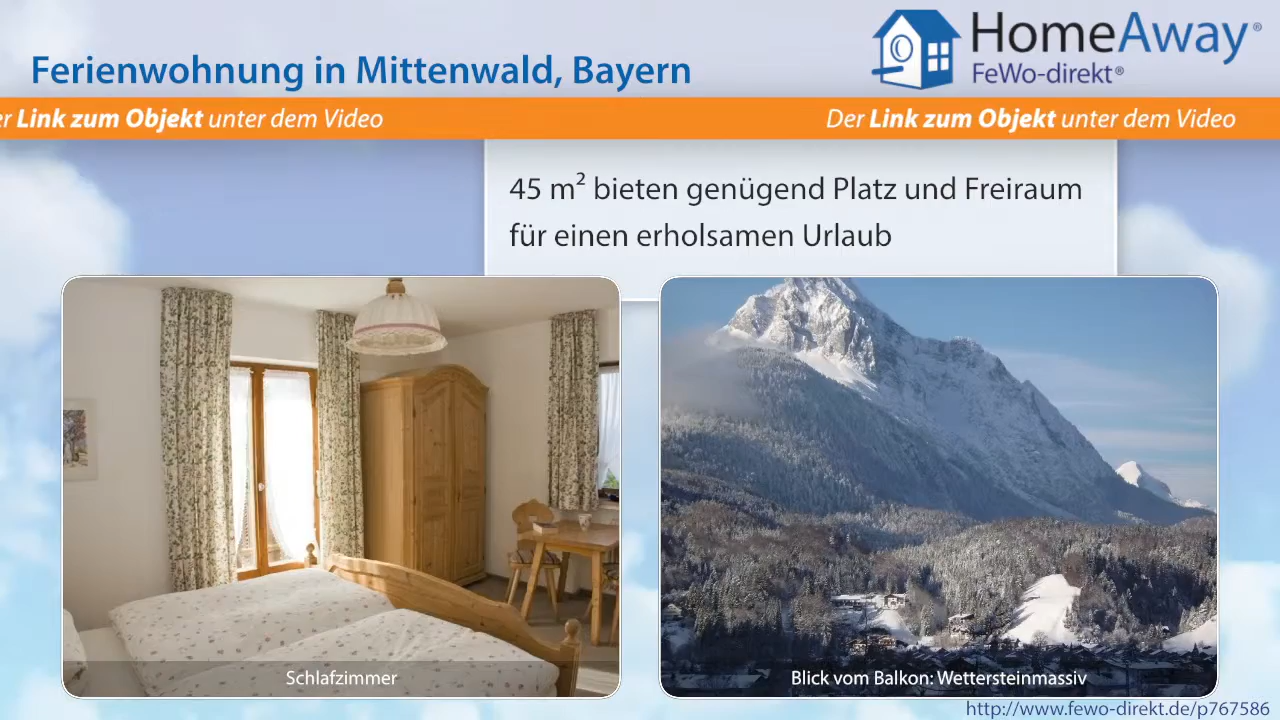 HomeAway®
FeWo-direkt®
Ferienwohnung in Mittenwald, Bayern
er Link zum Objekt unter dem Video
Der Link zum Objekt unter dem Video
45 m² bieten genügend Platz und Freiraum
für einen erholsamen Urlaub
Schlafzimmer
Blick vom Balkon: Wettersteinmassiv
http://www.fewo-direkt.de/p767586